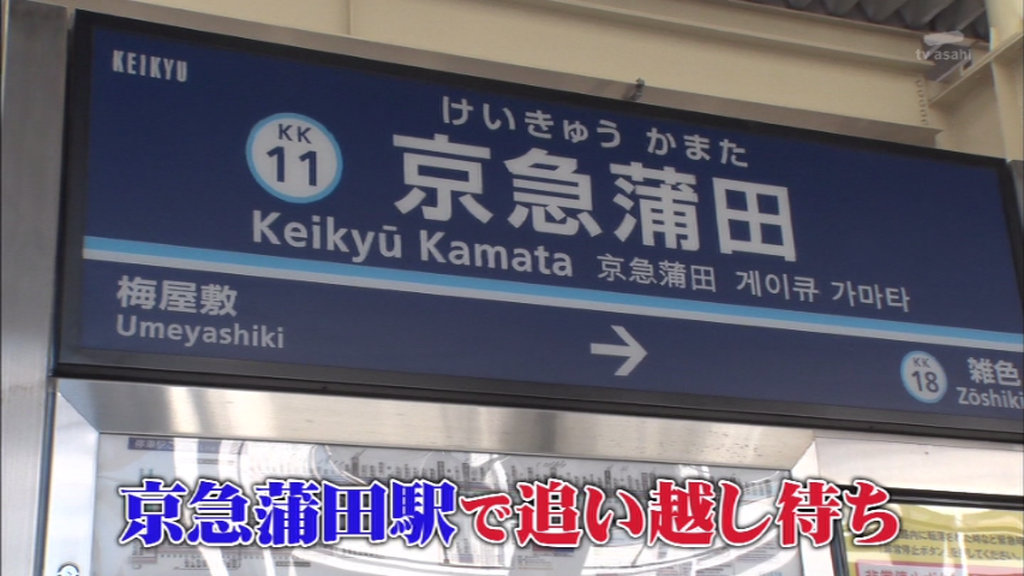 tv asahi
KEIKYU
けいきゅう かまた
KK
11
京急蒲田
Keikyū Kamata 京急蒲田 게이큐 가마타
梅屋敷
Umeyashiki
→
KK
18
雑色
Zōshiki
京急蒲田駅で追い越し待ち